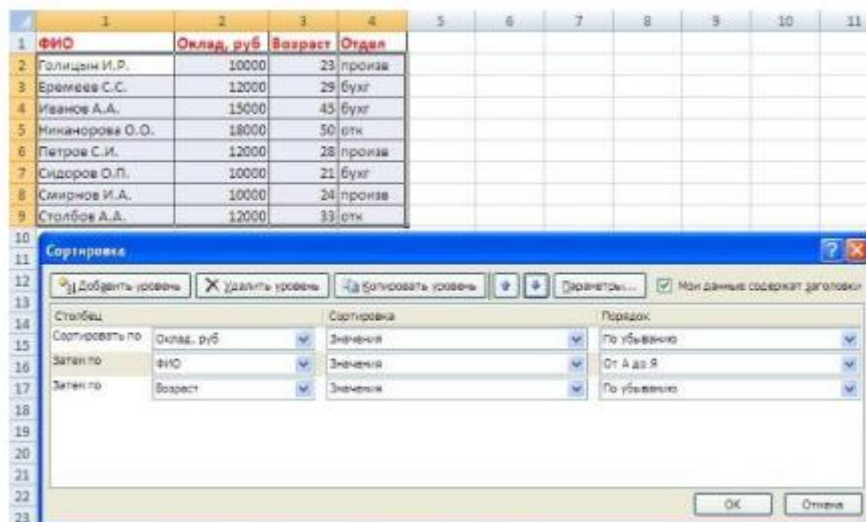 1 2 3 4 5 6 7 8 9 10 11
1 ФИО Оклад, руб Возраст Отдел
2 Голицын И.Р. 10000 23 произв
3 Еремеев С.С. 12000 29 бухг
4 Иванов А.А. 15000 45 бухг
5 Никанорова О.О. 18000 50 отк
6 Петров С.И. 12000 28 произв
7 Сидоров О.П. 10000 21 бухг
8 Смирнов И.А. 10000 24 произв
9 Столбов А.А. 12000 33 отк
10
11
12
13
14
15
16
17
18
19
20
21
22
23
Сортировка
Добавить уровень Удалить уровень Копировать уровень Параметры... Мои данные содержат заголовки
Столбец Сортировка Порядок
Сортировать по Оклад, руб Значения По убыванию
Затем по ФИО Значения От А до Я
Затем по Возраст Значения По убыванию
ОК Отмена